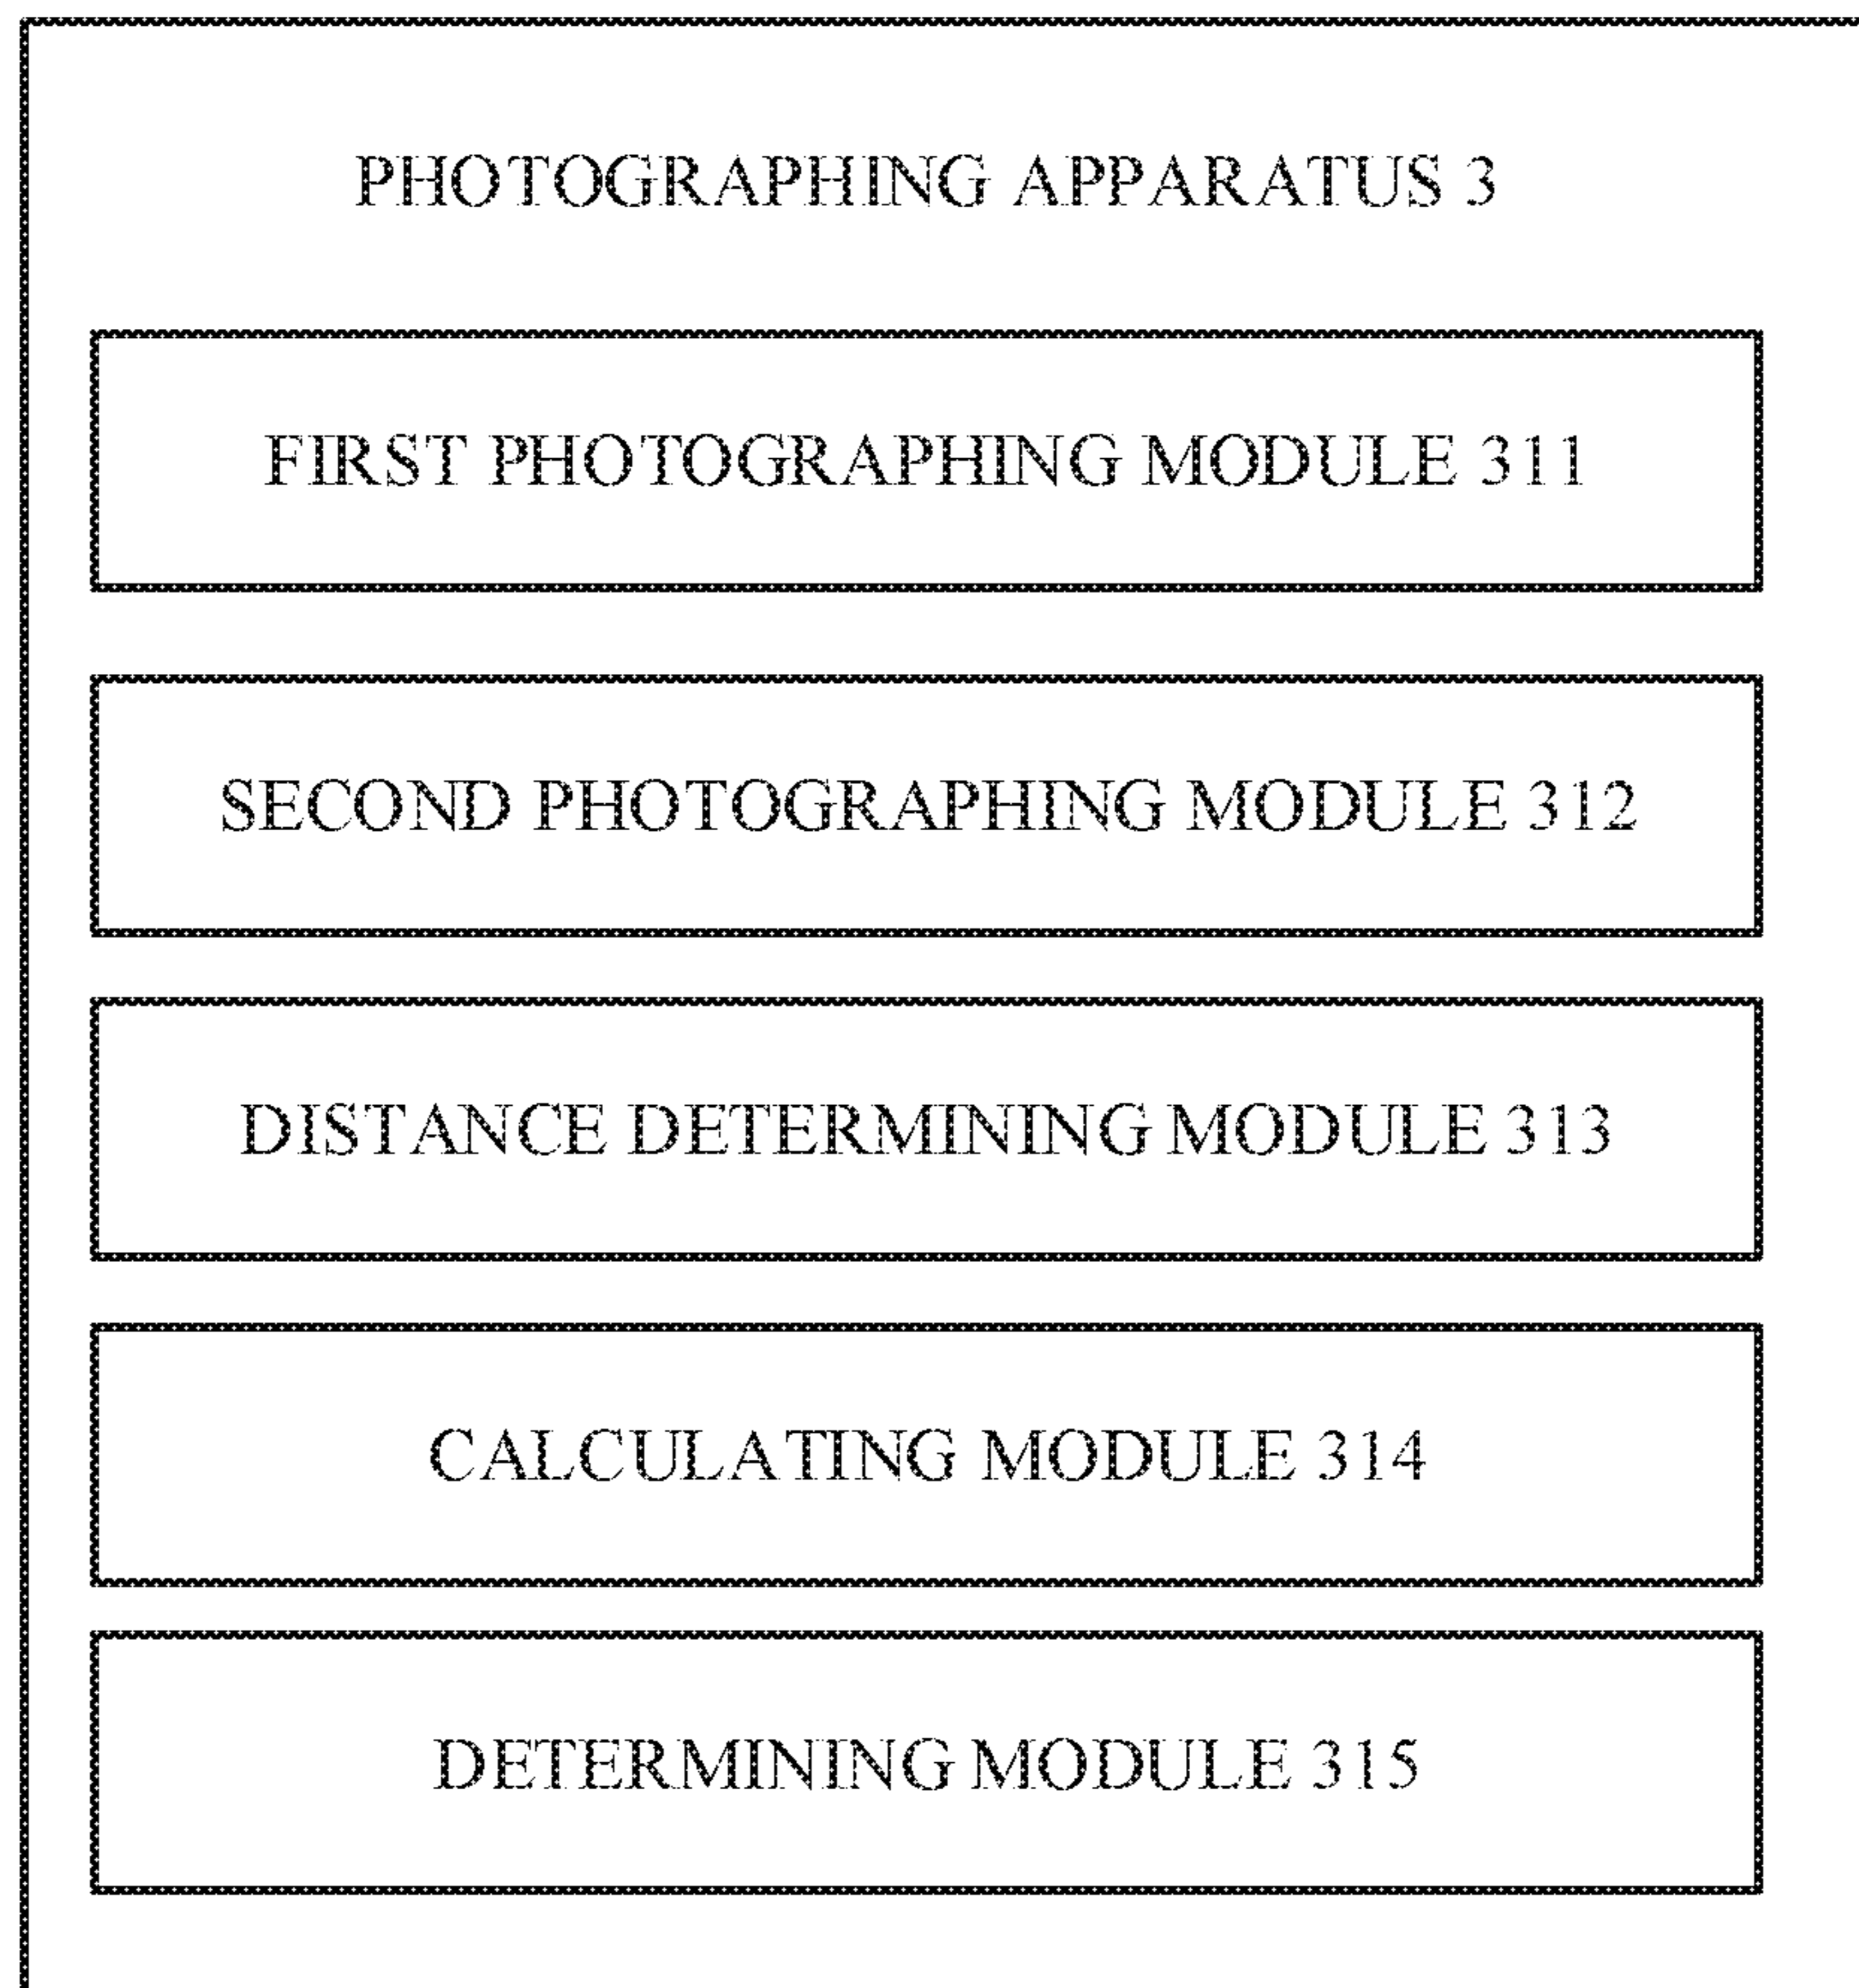 PHOTOGRAPHING APPARATUS 3
FIRST PHOTOGRAPHING MODULE 311
SECOND PHOTOGRAPHING MODULE 312
DISTANCE DETERMINING MODULE 313
CALCULATING MODULE 314
DETERMINING MODULE 315